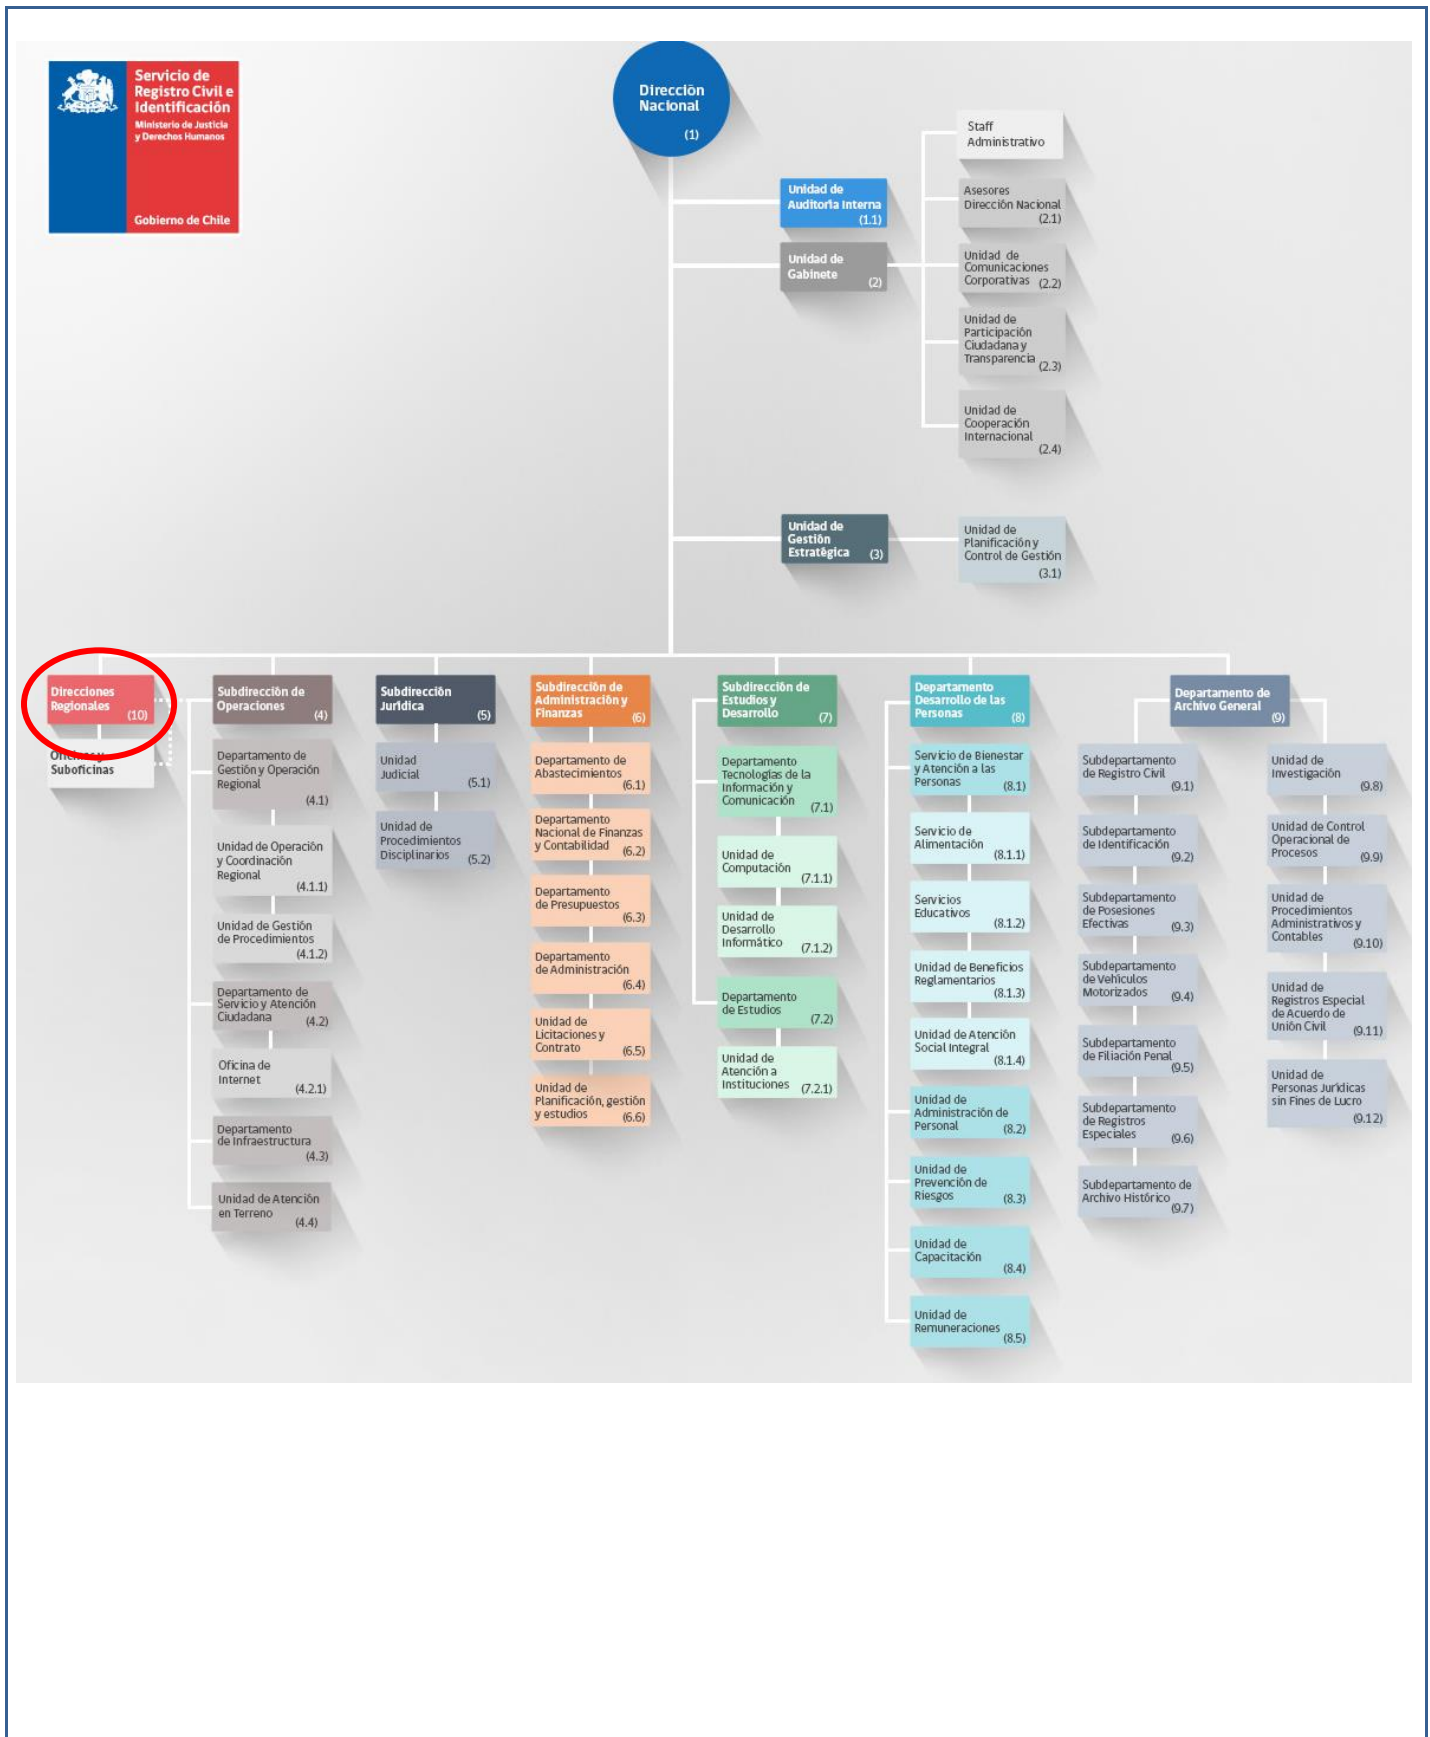 Servicio de
Registro Civil e
Identificación
Ministerio de Justicia
y Derechos Humanos
Gobierno de Chile
Dirección
Nacional
(1)
Unidad de
Auditoría Interna
(1.1)
Unidad de
Gabinete
(2)
Staff
Administrativo
Asesores
Dirección Nacional
(2.1)
Unidad de
Comunicaciones
Corporativas (2.2)
Unidad de
Participación
Ciudadana y
Transparencia
(2.3)
Unidad de
Cooperación
Internacional
(2.4)
Unidad de
Gestión
Estratégica (3)
Unidad de
Planificación y
Control de Gestión
(3.1)
Direcciones
Regionales
(10)
Oficinas y
Suboficinas
Subdirección de
Operaciones (4)
Departamento de
Gestión y Operación
Regional
(4.1)
Unidad de Operación
y Coordinación
Regional
(4.1.1)
Unidad de Gestión
de Procedimientos
(4.1.2)
Departamento de
Servicio y Atención
Ciudadana (4.2)
Oficina de
Internet
(4.2.1)
Departamento
de Infraestructura
(4.3)
Unidad de Atención
en Terreno
(4.4)
Subdirección
Jurídica
(5)
Unidad
Judicial
(5.1)
Unidad de
Procedimientos
Disciplinarios (5.2)
Subdirección de
Administración y
Finanzas (6)
Departamento de
Abastecimientos
(6.1)
Departamento
Nacional de Finanzas
y Contabilidad (6.2)
Departamento
de Presupuestos
(6.3)
Departamento
de Administración
(6.4)
Unidad de
Licitaciones y
Contrato (6.5)
Unidad de
Planificación, gestión
y estudios (6.6)
Subdirección de
Estudios y
Desarrollo (7)
Departamento
Tecnologías de la
Información y
Comunicación (7.1)
Unidad de
Computación
(7.1.1)
Unidad de
Desarrollo
Informático (7.1.2)
Departamento
de Estudios
(7.2)
Unidad de
Atención a
Instituciones (7.2.1)
Departamento
Desarrollo de las
Personas (8)
Servicio de Bienestar
y Atención a las
Personas (8.1)
Servicio de
Alimentación
(8.1.1)
Servicios
Educativos
(8.1.2)
Unidad de Beneficios
Reglamentarios
(8.1.3)
Unidad de Atención
Social Integral
(8.1.4)
Unidad de
Administración de
Personal (8.2)
Unidad de
Prevención de
Riesgos (8.3)
Unidad de
Capacitación
(8.4)
Unidad de
Remuneraciones
(8.5)
Departamento de
Archivo General
(9)
Subdepartamento
de Registro Civil
(9.1)
Subdepartamento
de Identificación
(9.2)
Subdepartamento
de Posesiones
Efectivas (9.3)
Subdepartamento
de Vehículos
Motorizados (9.4)
Subdepartamento
de Filiación Penal
(9.5)
Subdepartamento
de Registros
Especiales (9.6)
Subdepartamento de
Archivo Histórico
(9.7)
Unidad de
Investigación
(9.8)
Unidad de Control
Operacional de
Procesos (9.9)
Unidad de
Procedimientos
Administrativos y
Contables (9.10)
Unidad de
Registros Especial
de Acuerdo de
Unión Civil (9.11)
Unidad de
Personas Jurídicas
sin Fines de Lucro
(9.12)